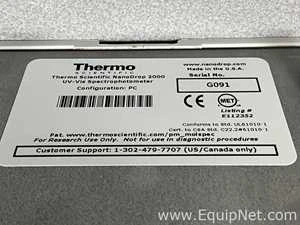 Thermo
SCIENTIFIC
Thermo Scientific NanoDrop 2000
UV-Vis Spectrophotometer
Configuration: PC
www.nanodrop.com
Made in the U.S.A.
Serial No.
G091
CE
MET
Listing #
E112352
Conforms to Std. UL61010-1
Cert. to CSA Std. C22.2#61010-1
Pat. www.thermoscientific.com/pm_molspec
For Research Use Only. Not for use in diagnostic procedures
Customer Support: 1-302-479-7707 (US/Canada only)
www.EquipNet.com